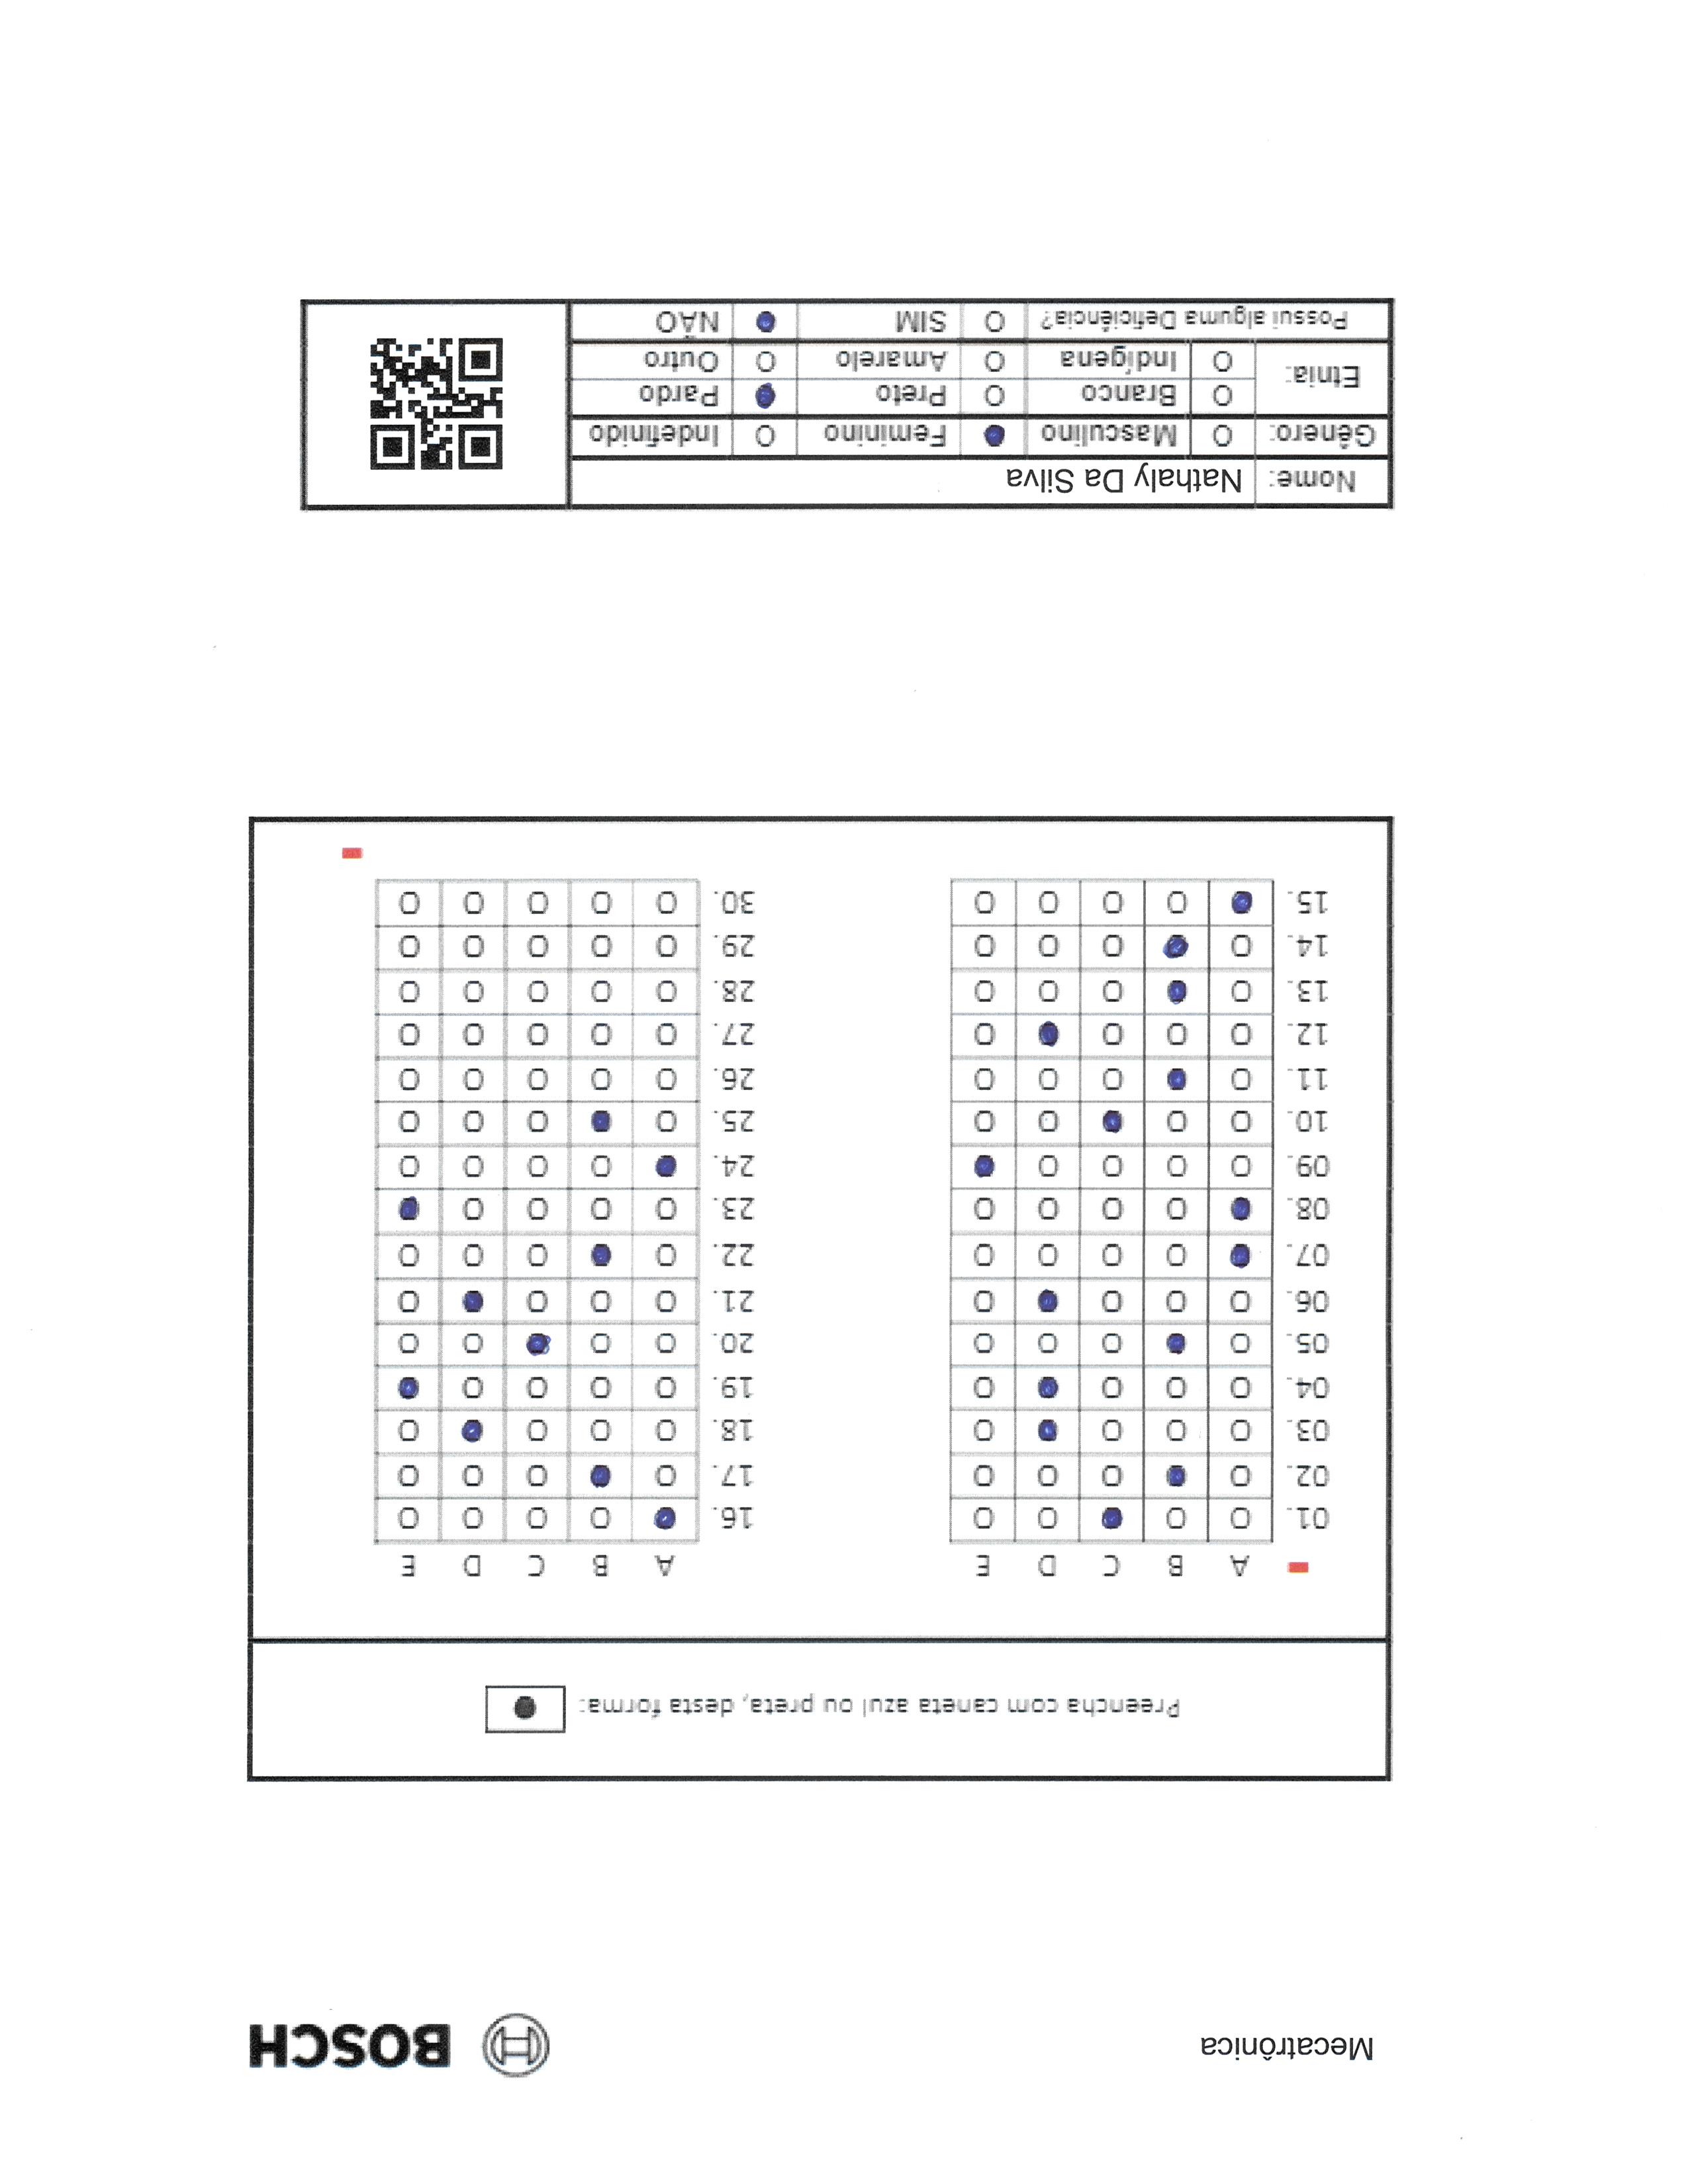 Mecatrônica
BOSCH
Preencha com caneta azul ou preta, desta forma:
A B C D E
01. O O O O
02. O O O O
03. O O O O
04. O O O O
05. O O O O
06. O O O O
07. O O O O
08. O O O O
09. O O O O
10. O O O O
11. O O O O
12. O O O O
13. O O O O
14. O O O O
15. O O O O
A B C D E
16. O O O O
17. O O O O
18. O O O O
19. O O O O
20. O O O O
21. O O O O
22. O O O O
23. O O O O
24. O O O O
25. O O O O
26. O O O O O
27. O O O O O
28. O O O O O
29. O O O O O
30. O O O O O
Nome: Nathaly Da Silva
Gênero: O Masculino Feminino O Indefinido
Etnia: O Branco O Preto Pardo
O Indígena O Amarelo O Outro
Possui alguma Deficiência? O SIM NÃO